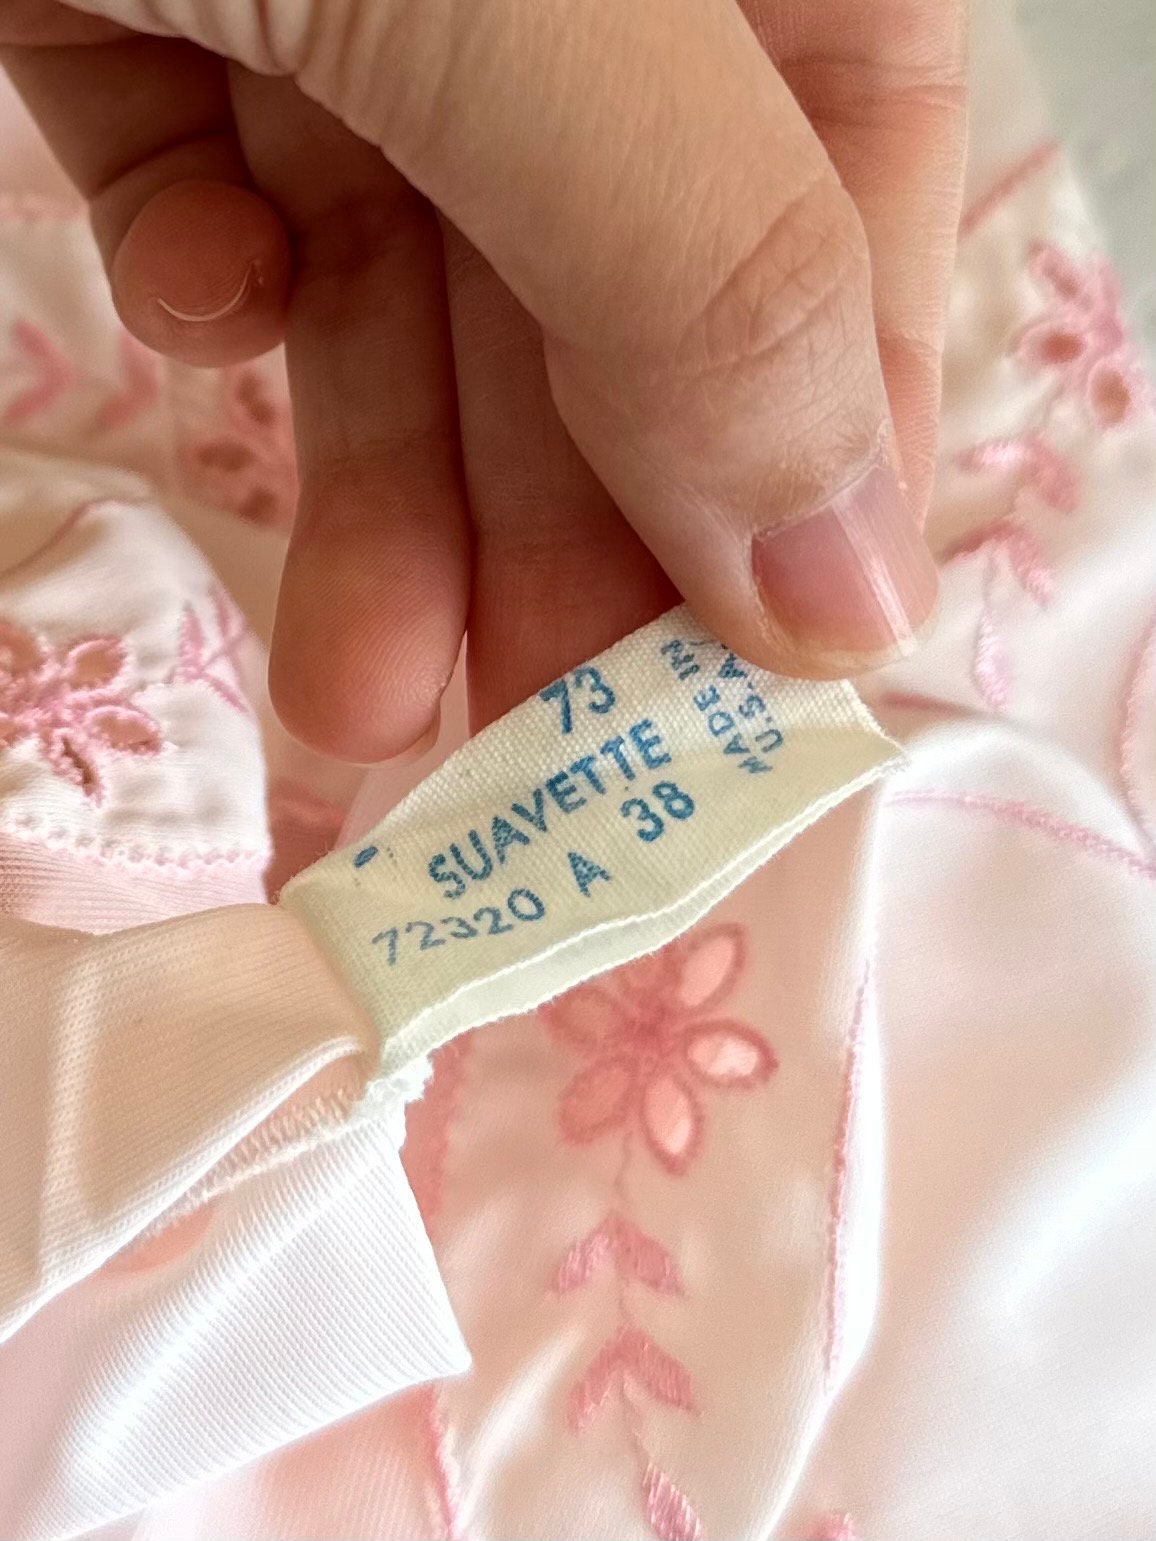 73
SUAVETTE
72320 A 38
MADE IN
U.S.A.